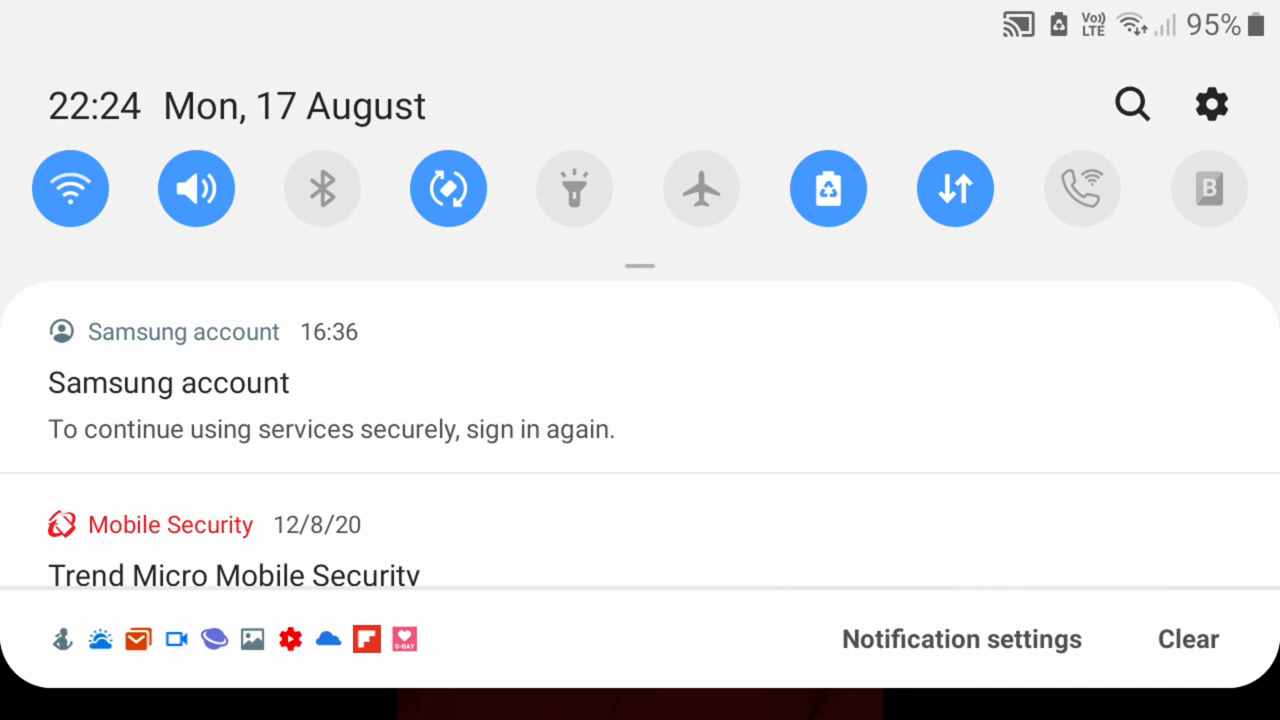 Vo)) LTE 95%
22:24 Mon, 17 August
B
Samsung account 16:36
Samsung account
To continue using services securely, sign in again.
Mobile Security 12/8/20
Trend Micro Mobile Security
D-DAY
Notification settings Clear